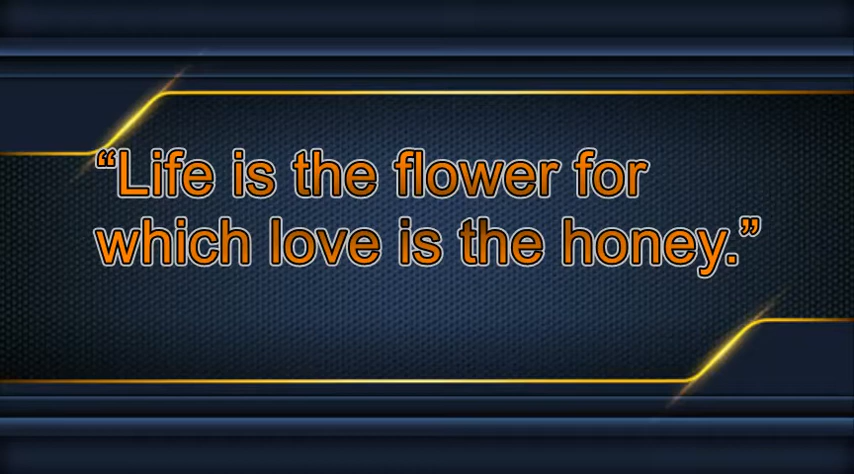 “Life is the flower for
which love is the honey.”